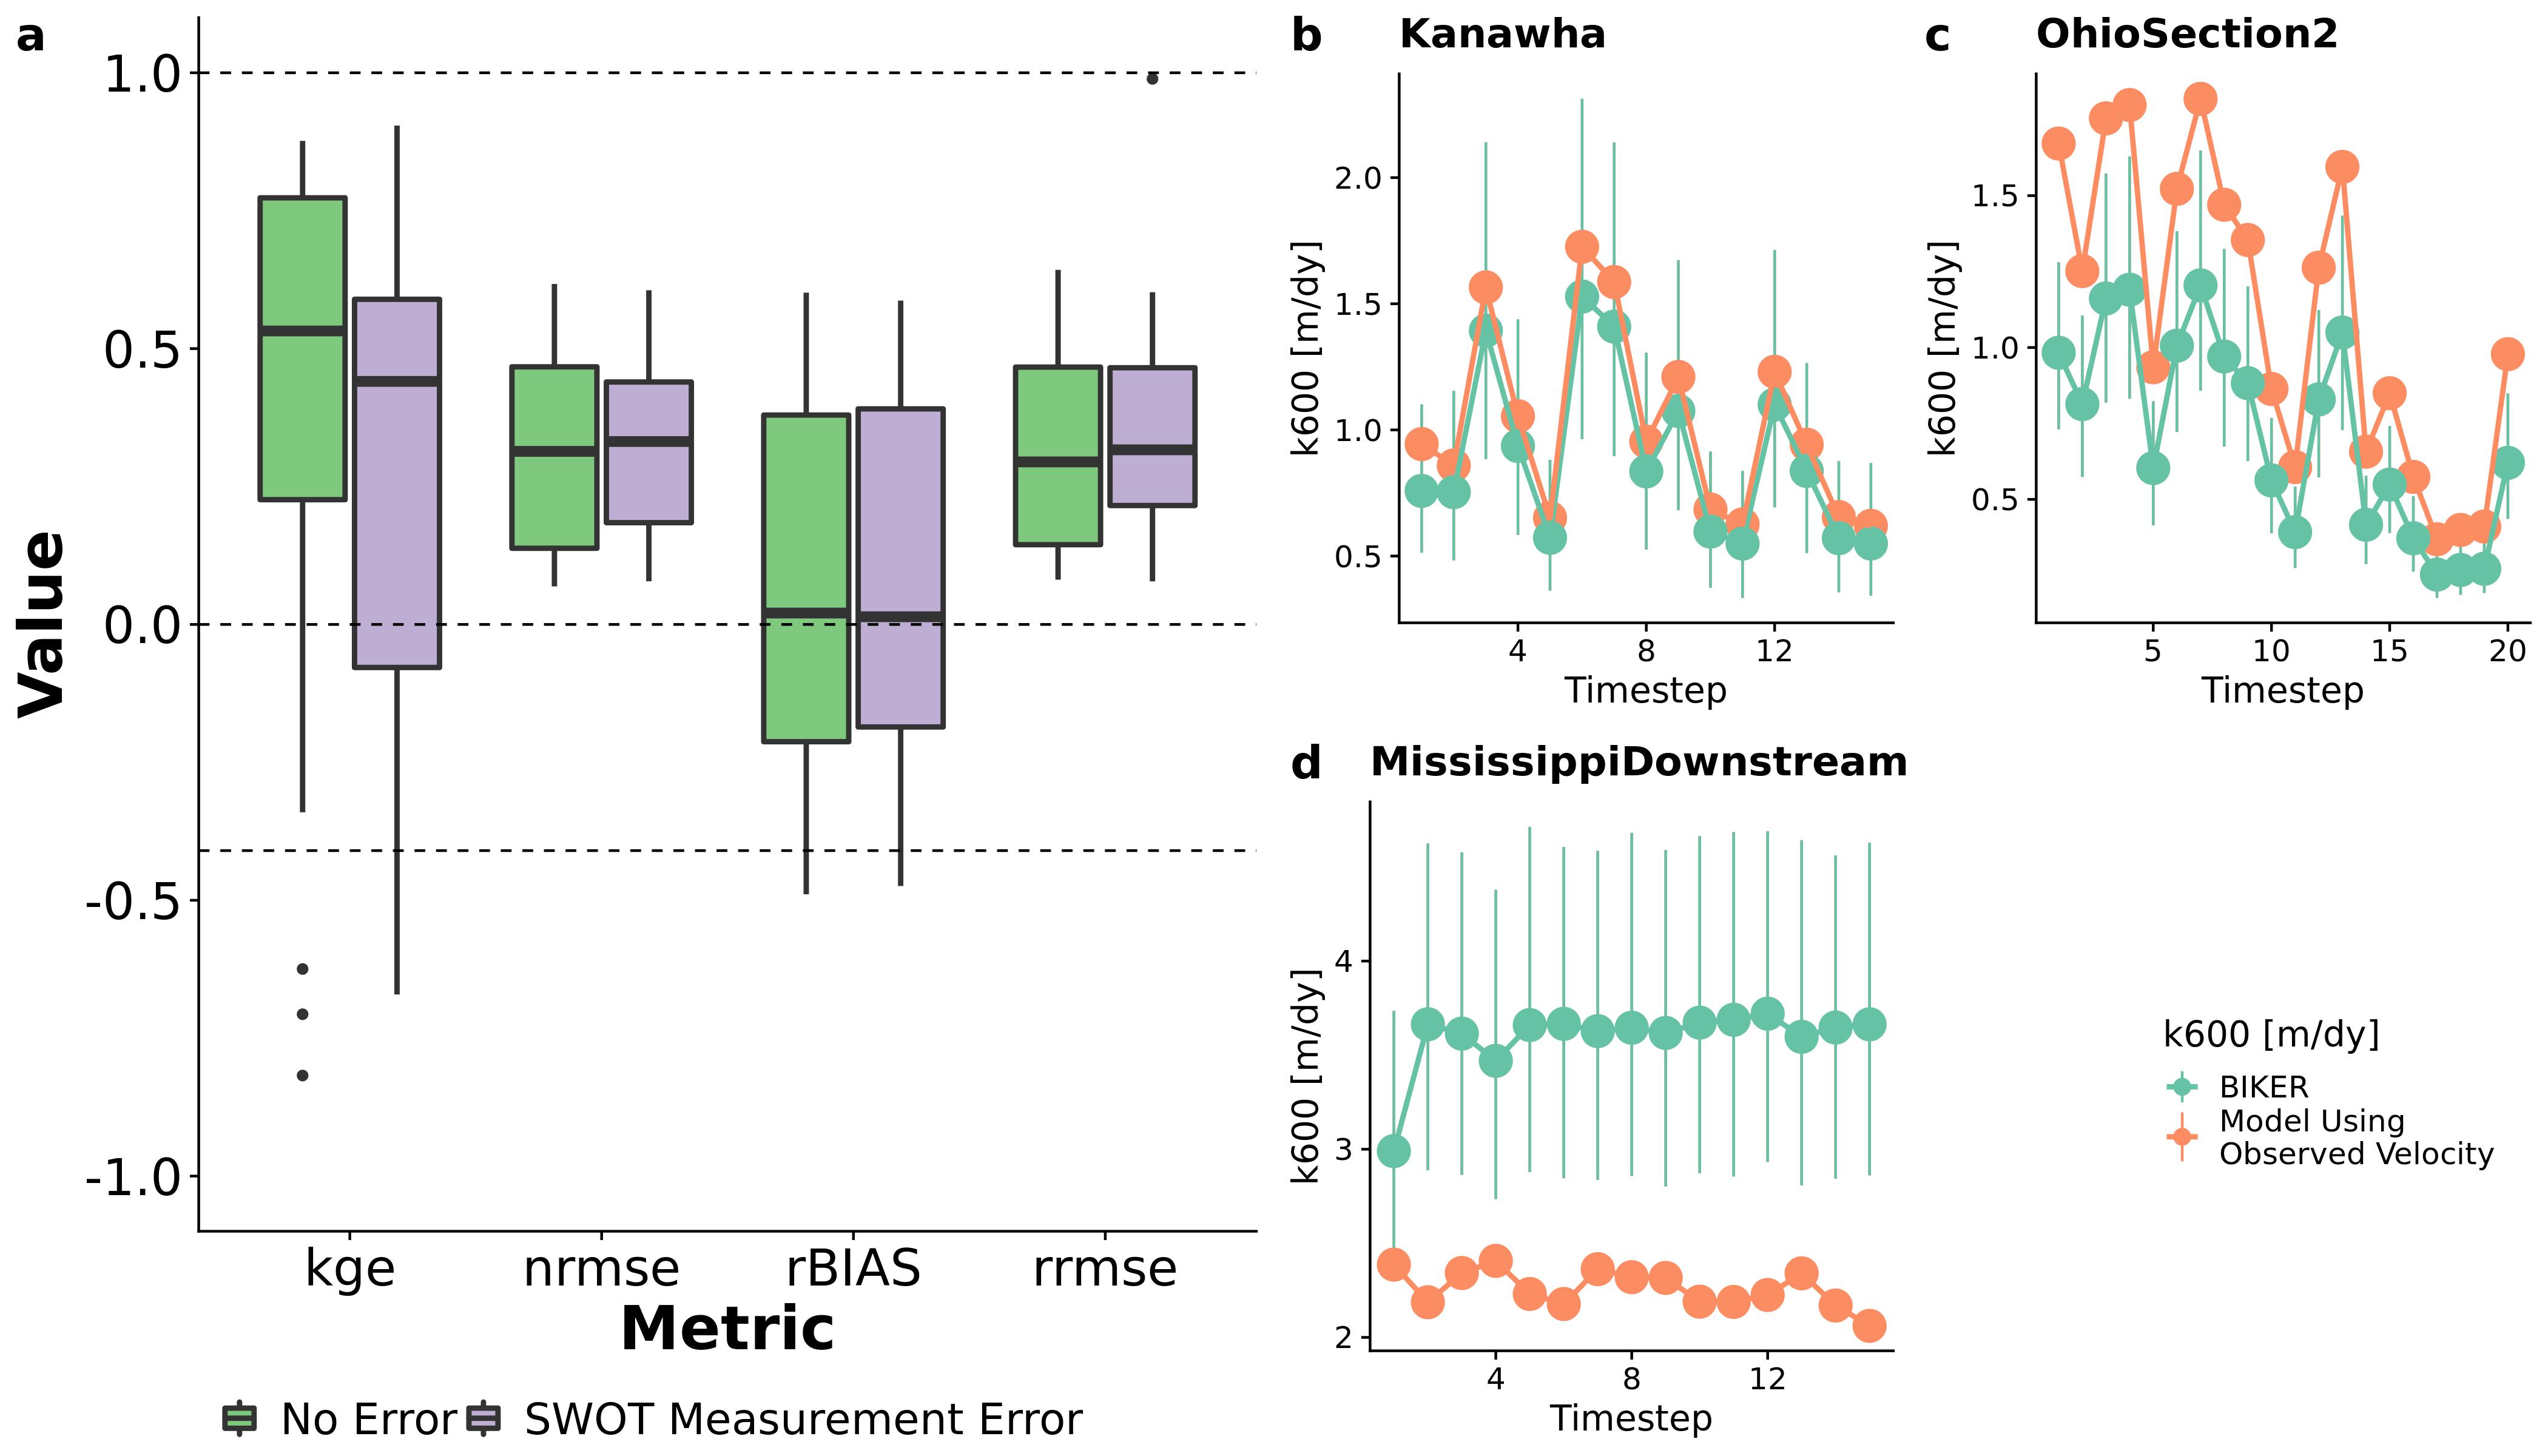 a
1.0
0.5
0.0
-0.5
-1.0
Value
kge nrmse rBIAS rrmse
Metric
No Error SWOT Measurement Error
b Kanawha
2.0
1.5
1.0
0.5
k600 [m/dy]
4 8 12
Timestep
c OhioSection2
1.5
1.0
0.5
k600 [m/dy]
5 10 15 20
Timestep
d MississippiDownstream
4
3
2
k600 [m/dy]
4 8 12
Timestep
k600 [m/dy]
BIKER
Model Using
Observed Velocity